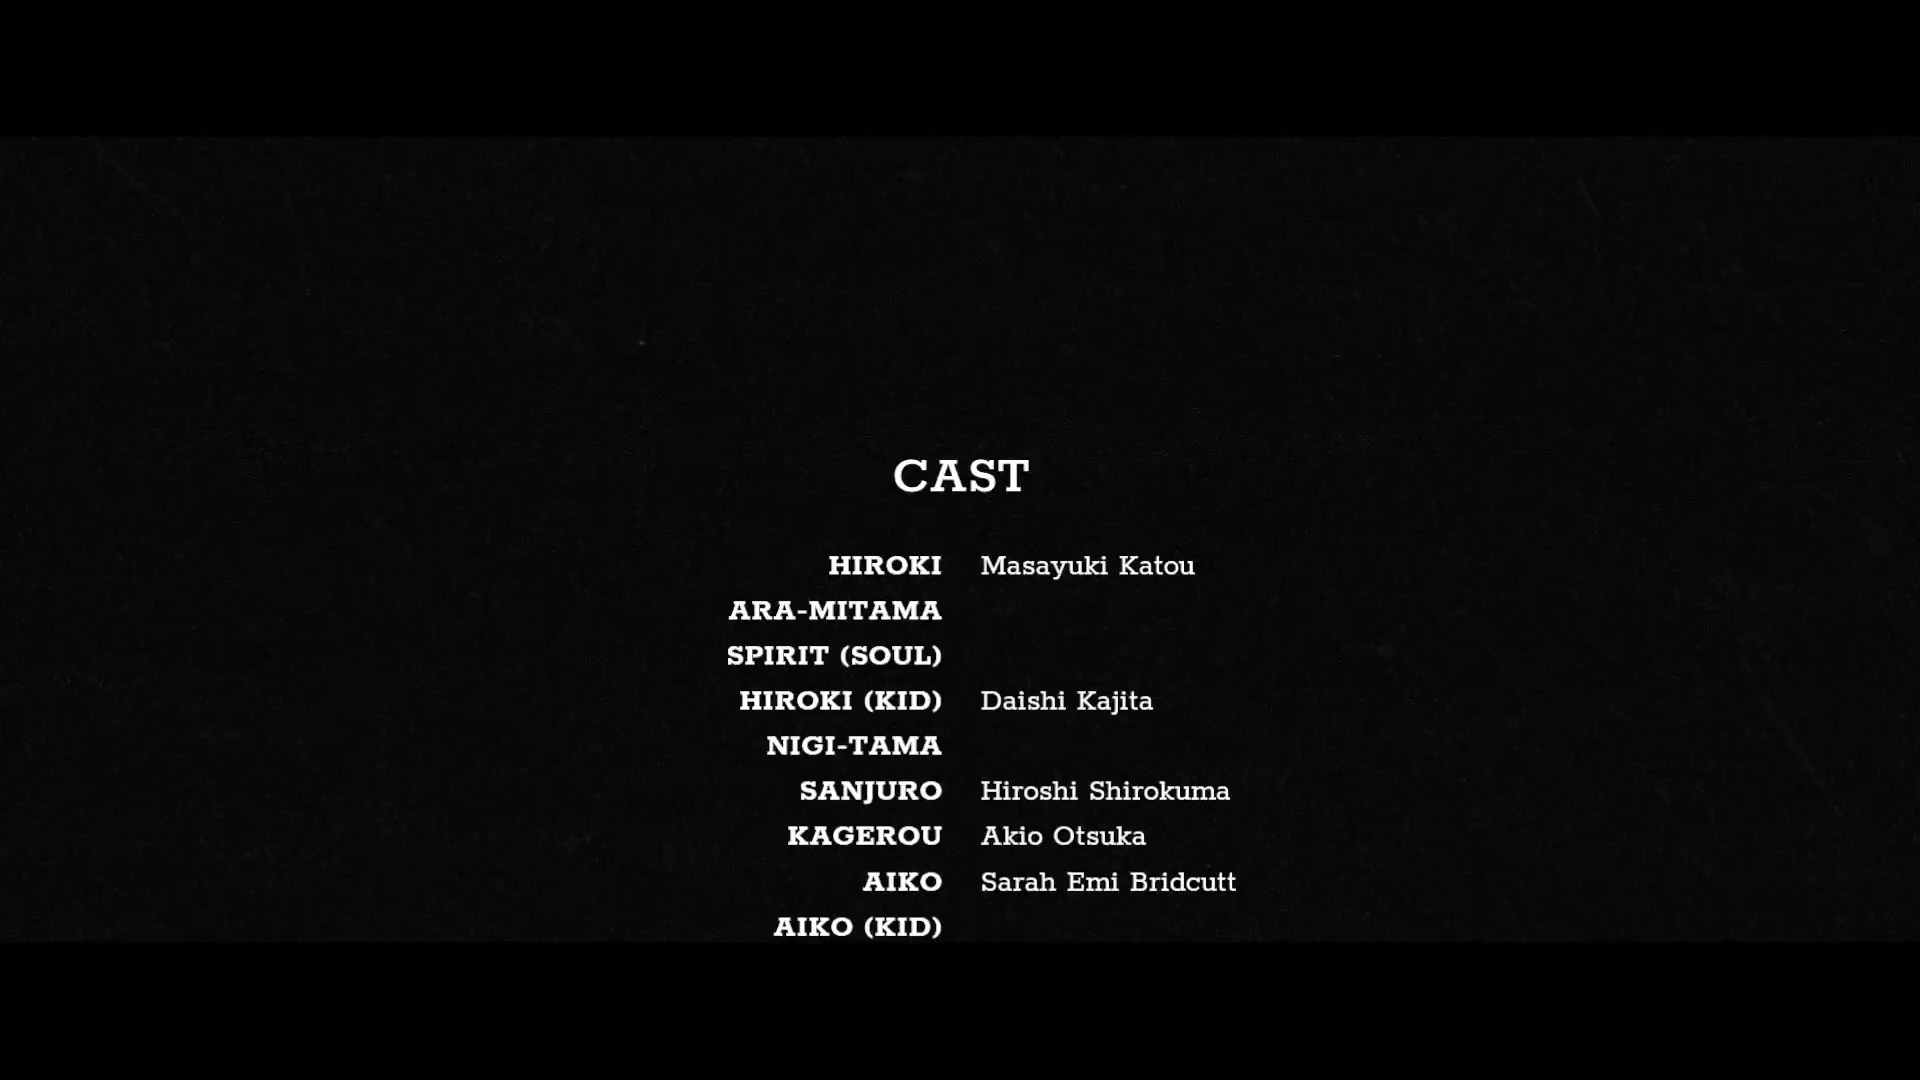 CAST
HIROKI Masayuki Katou
ARA-MITAMA
SPIRIT (SOUL)
HIROKI (KID) Daishi Kajita
NIGI-TAMA
SANJURO Hiroshi Shirokuma
KAGEROU Akio Otsuka
AIKO Sarah Emi Bridcutt
AIKO (KID)